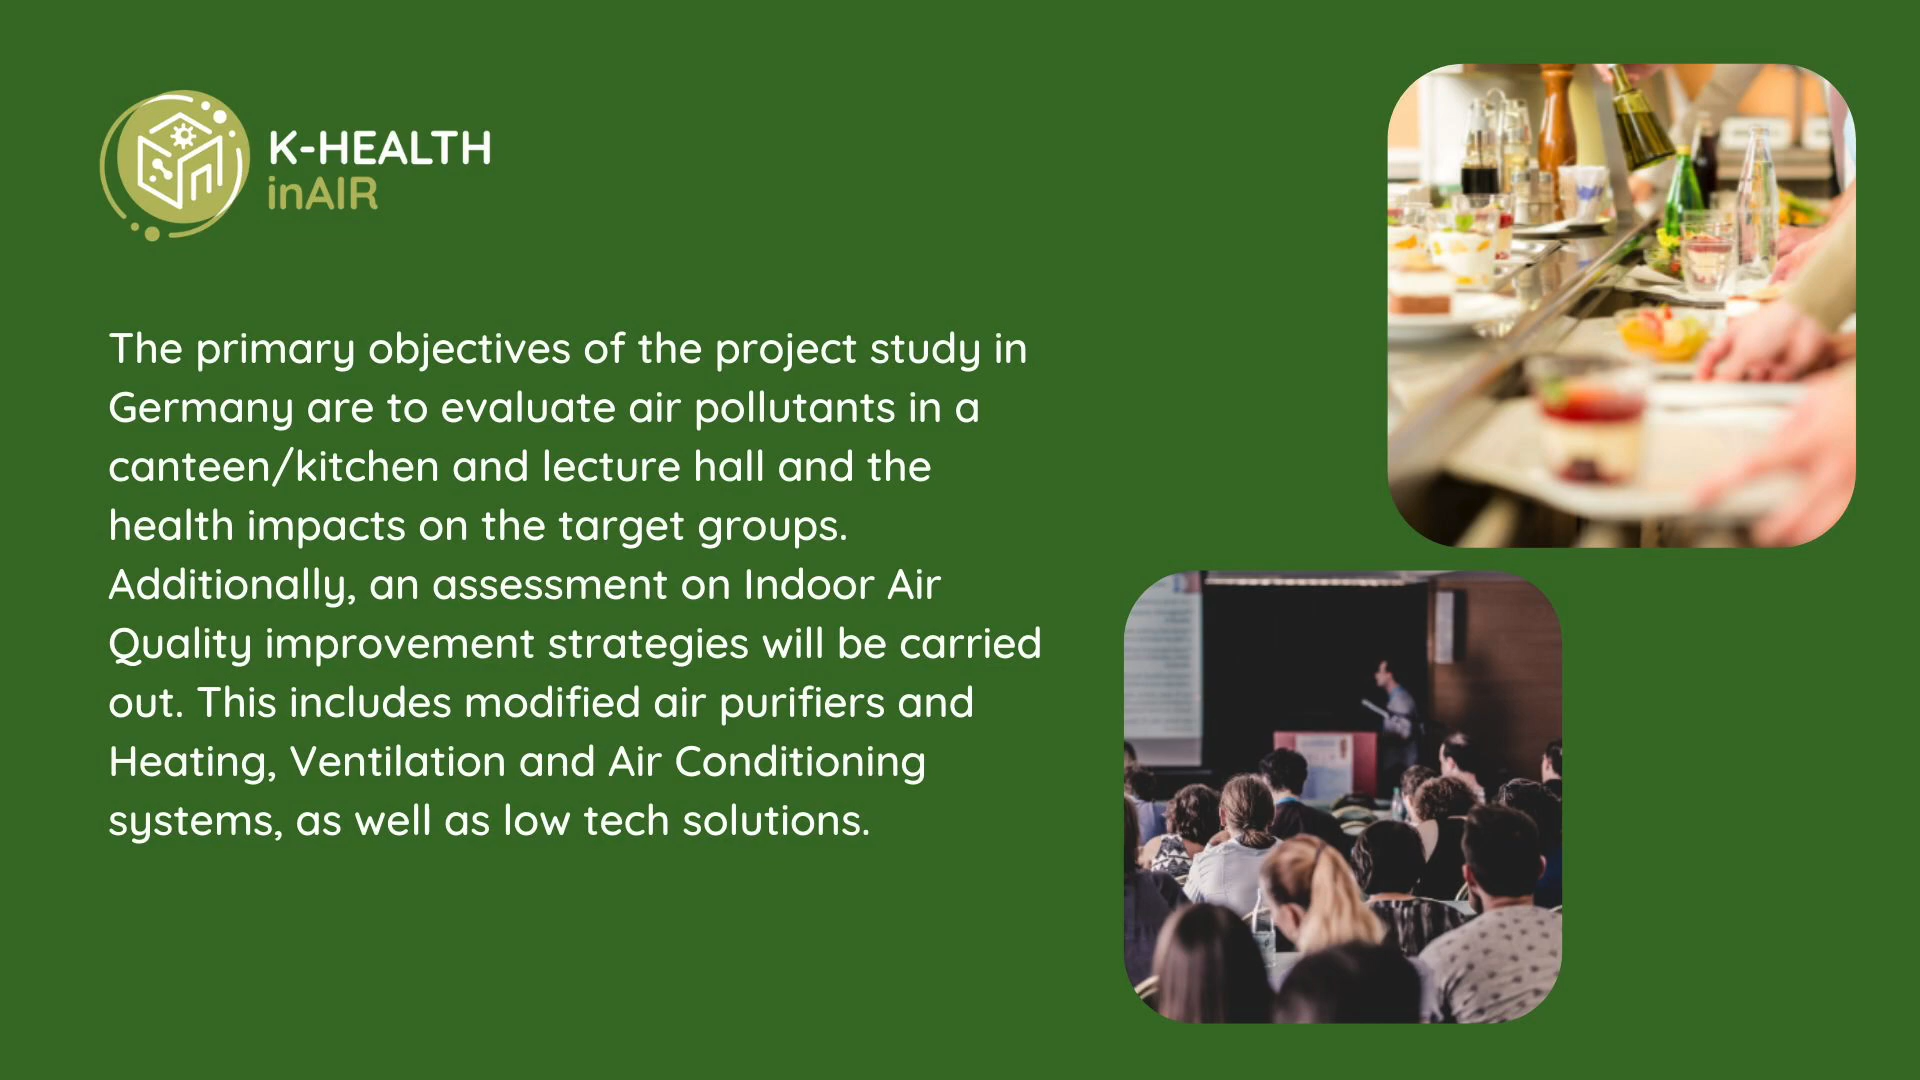 K-HEALTH
inAIR
The primary objectives of the project study in
Germany are to evaluate air pollutants in a
canteen/kitchen and lecture hall and the
health impacts on the target groups.
Additionally, an assessment on Indoor Air
Quality improvement strategies will be carried
out. This includes modified air purifiers and
Heating, Ventilation and Air Conditioning
systems, as well as low tech solutions.